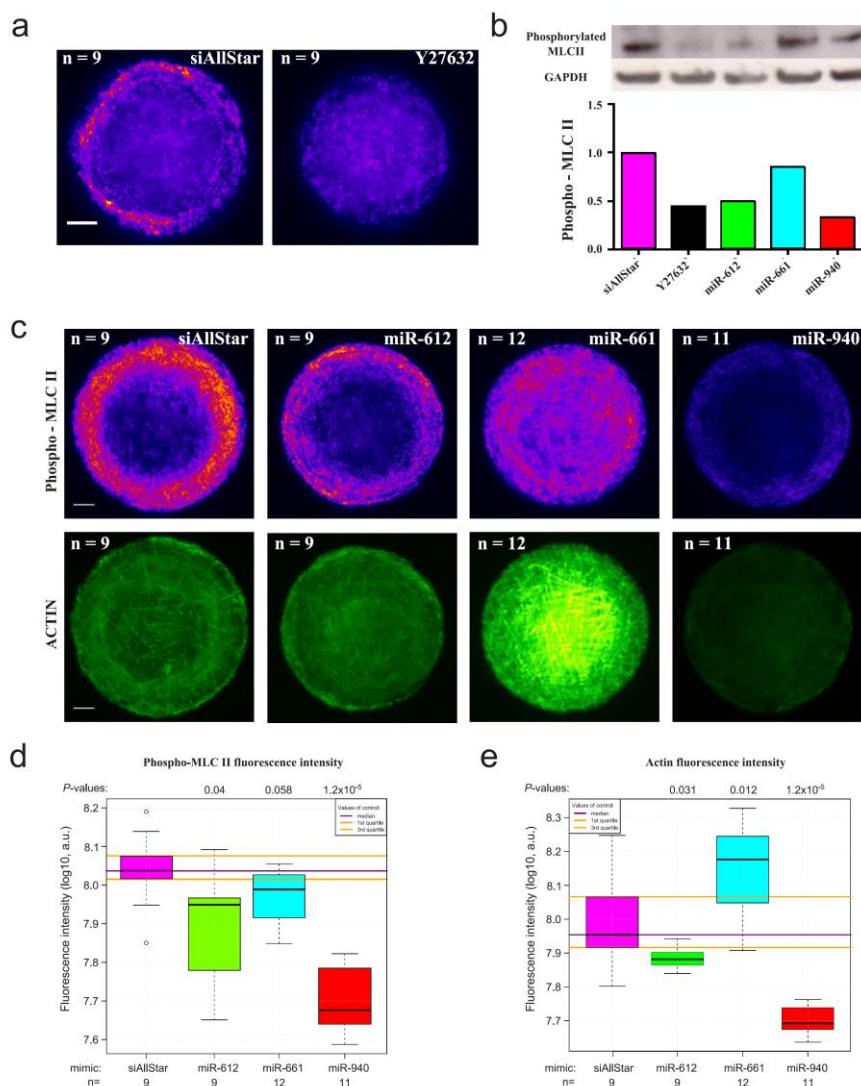 a
n = 9 siAllStar
n = 9 Y27632
b
Phosphorylated
MLCII
GAPDH
Phospho - MLC II
1.5
1.0
0.5
0.0
siAllStar
Y27632
miR-612
miR-661
miR-940
c
Phospho - MLC II
n = 9 siAllStar
n = 9 miR-612
n = 12 miR-661
n = 11 miR-940
ACTIN
n = 9
n = 9
n = 12
n = 11
d
Phospho-MLC II fluorescence intensity
P-values: 0.04 0.058 1.2x10⁻⁵
Values of control:
median
1st quartile
3rd quartile
Fluorescence intensity (log10, a.u.)
8.2
8.1
8.0
7.9
7.8
7.7
7.6
mimic: siAllStar miR-612 miR-661 miR-940
n= 9 9 12 11
e
Actin fluorescence intensity
P-values: 0.031 0.012 1.2x10⁻⁵
Values of control:
median
1st quartile
3rd quartile
Fluorescence intensity (log10, a.u.)
8.3
8.2
8.1
8.0
7.9
7.8
7.7
mimic: siAllStar miR-612 miR-661 miR-940
n= 9 9 12 11